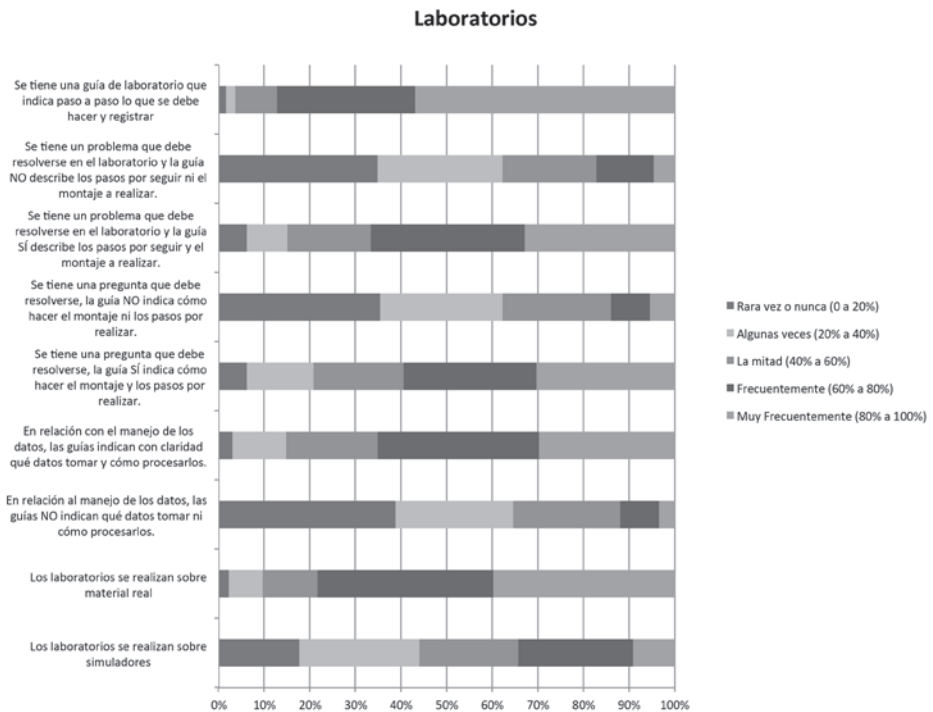 Laboratorios
Se tiene una guía de laboratorio que
indica paso a paso lo que se debe
hacer y registrar
Se tiene un problema que debe
resolverse en el laboratorio y la guía
NO describe los pasos por seguir ni el
montaje a realizar.
Se tiene un problema que debe
resolverse en el laboratorio y la guía
SÍ describe los pasos por seguir y el
montaje a realizar.
Se tiene una pregunta que debe
resolverse, la guía NO indica cómo
hacer el montaje ni los pasos por
realizar.
Se tiene una pregunta que debe
resolverse, la guía SÍ indica cómo
hacer el montaje y los pasos por
realizar.
En relación con el manejo de los
datos, las guías indican con claridad
qué datos tomar y cómo procesarlos.
En relación al manejo de los datos, las
guías NO indican qué datos tomar ni
cómo procesarlos.
Los laboratorios se realizan sobre
material real
Los laboratorios se realizan sobre
simuladores
0% 10% 20% 30% 40% 50% 60% 70% 80% 90% 100%
Rara vez o nunca (0 a 20%)
Algunas veces (20% a 40%)
La mitad (40% a 60%)
Frecuentemente (60% a 80%)
Muy Frecuentemente (80% a 100%)